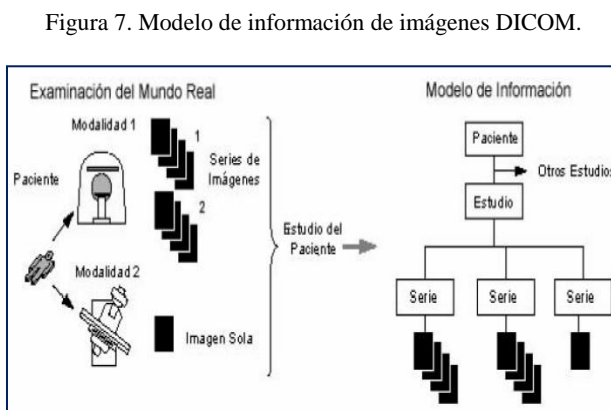 Figura 7. Modelo de información de imágenes DICOM.
Examinación del Mundo Real
Modelo de Información
Modalidad 1
1
Series de
Imágenes
Paciente
2
Modalidad 2
Imagen Sola
Estudio del
Paciente
Paciente
Otros Estudios
Estudio
Serie
Serie
Serie